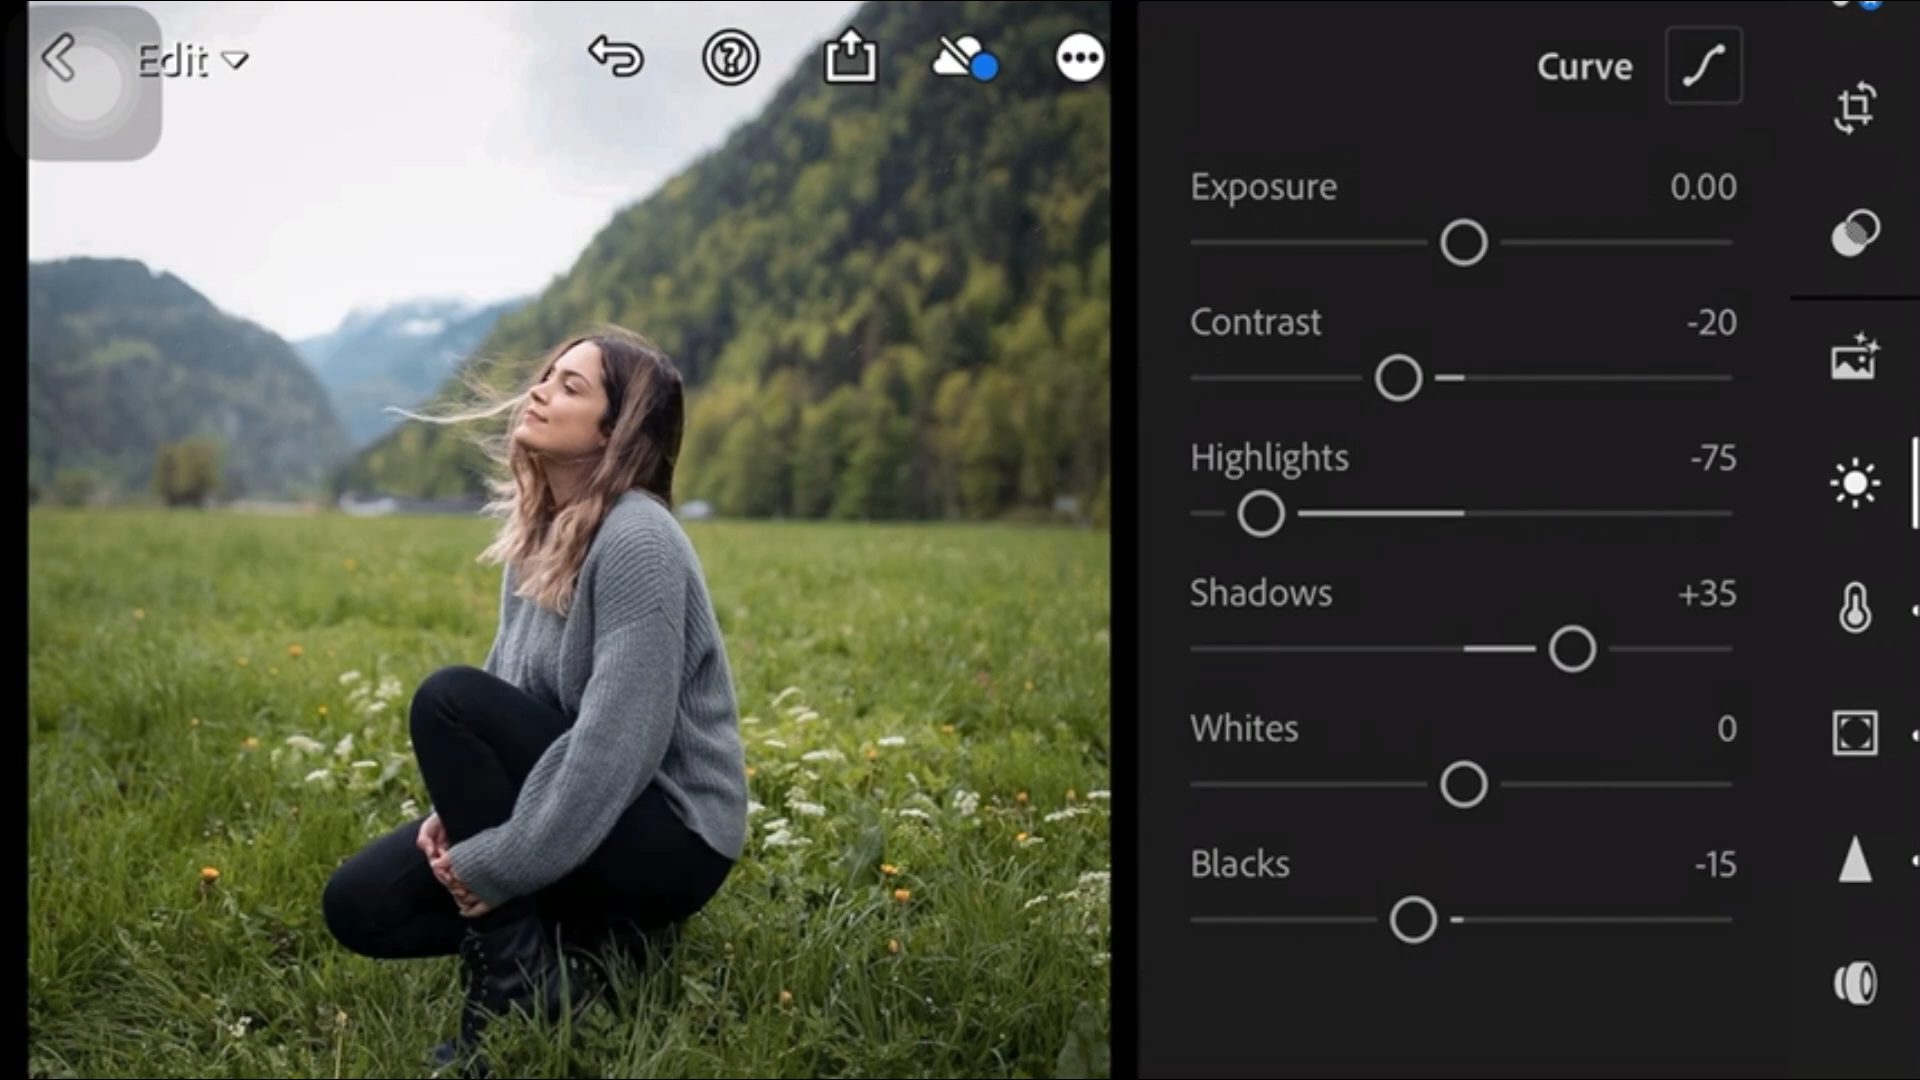 Edit
Curve
Exposure 0.00
Contrast -20
Highlights -75
Shadows +35
Whites 0
Blacks -15